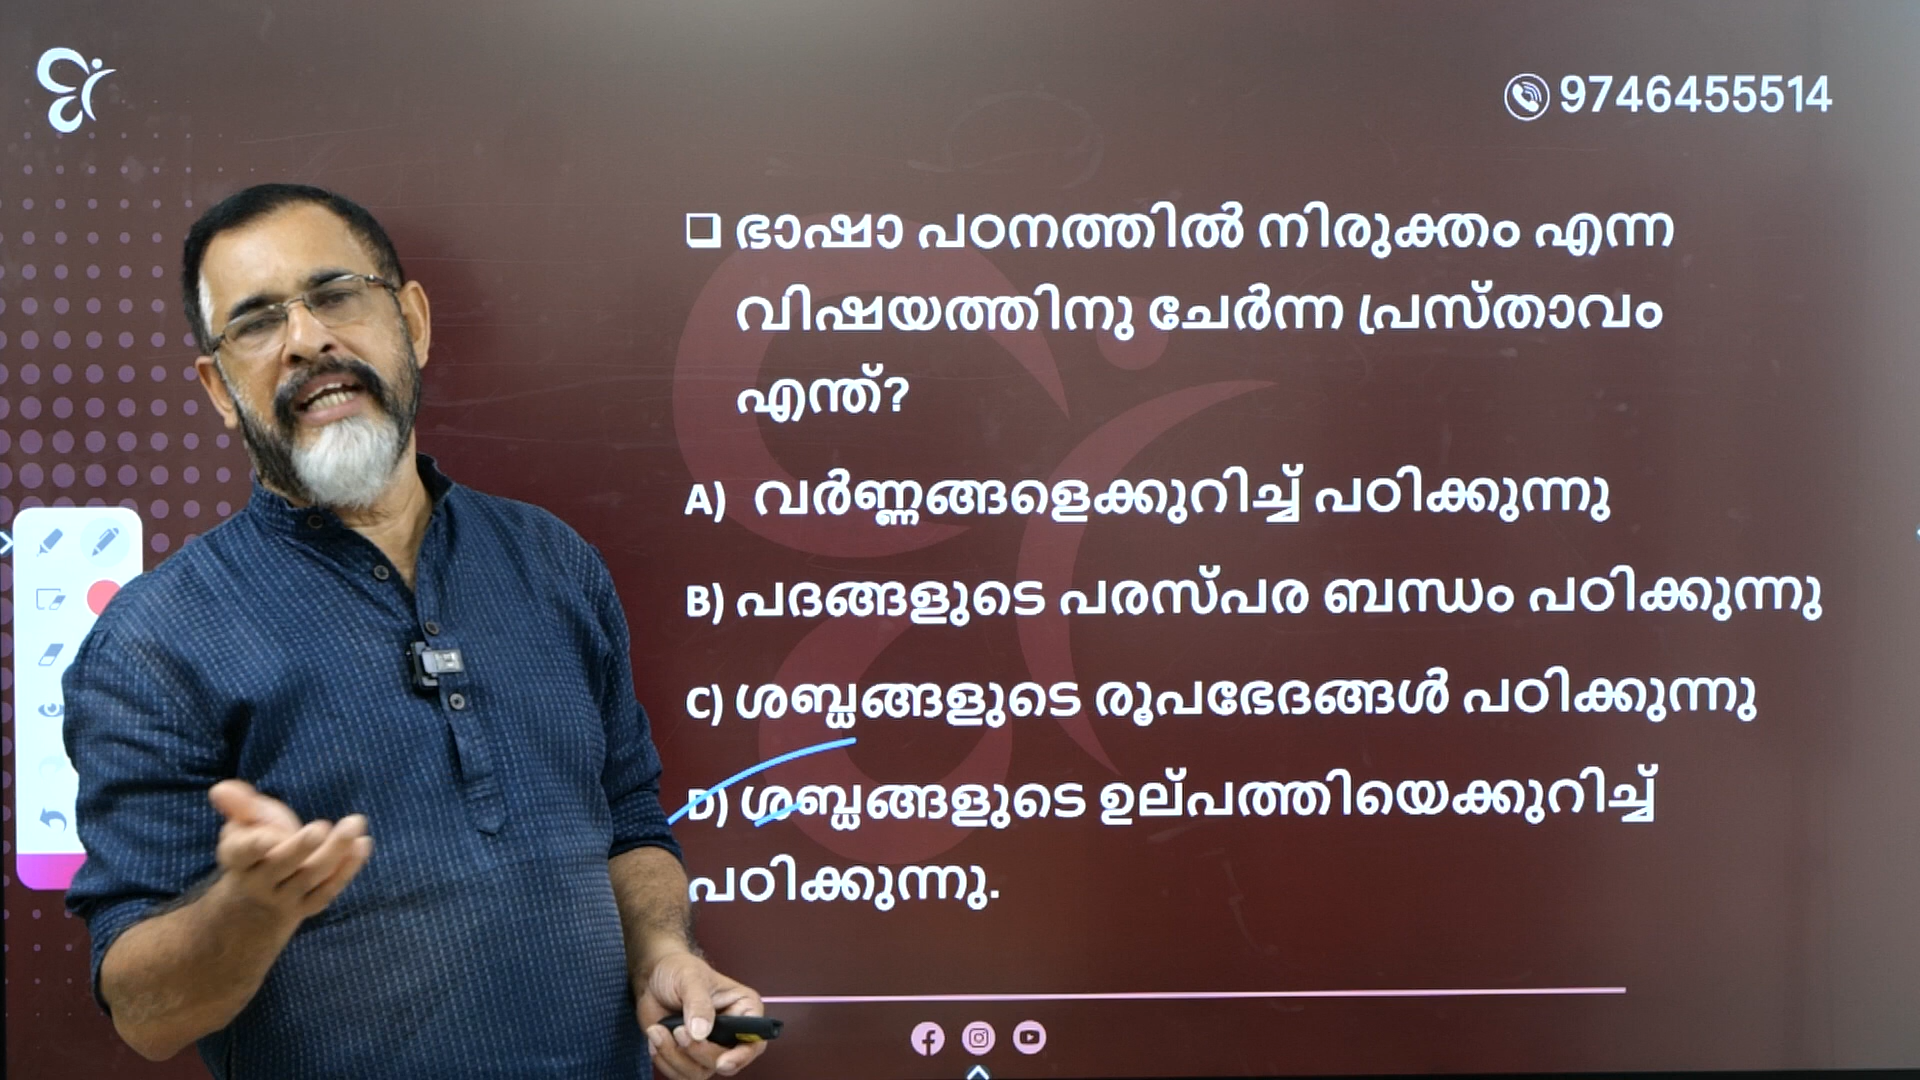 9746455514
❑ ഭാഷാ പഠനത്തിൽ നിരുക്തം എന്ന
വിഷയത്തിനു ചേർന്ന പ്രസ്താവം
എന്ത്?
A) വർണ്ണങ്ങളെക്കുറിച്ച് പഠിക്കുന്നു
B) പദങ്ങളുടെ പരസ്പര ബന്ധം പഠിക്കുന്നു
C) ശബ്ദങ്ങളുടെ രൂപഭേദങ്ങൾ പഠിക്കുന്നു
D) ശബ്ദങ്ങളുടെ ഉല്പത്തിയെക്കുറിച്ച്
പഠിക്കുന്നു.